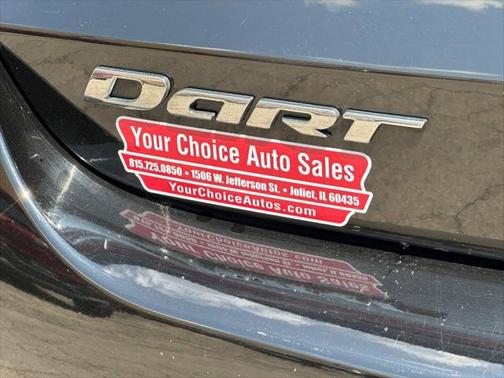 DART
Your Choice Auto Sales
815.725.0850 • 1506 W. Jefferson St. • Joliet, IL 60435
YourChoiceAutos.com